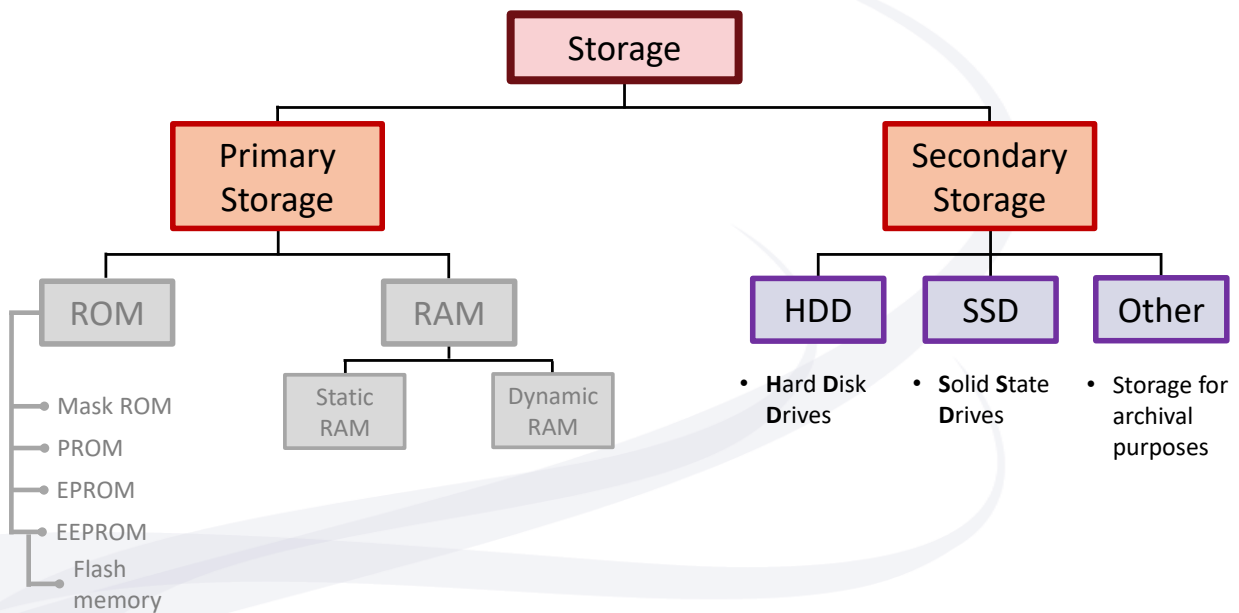 Storage
Primary
Storage
Secondary
Storage
ROM
RAM
HDD
SSD
Other
Mask ROM
PROM
EPROM
EEPROM
Flash
memory
Static
RAM
Dynamic
RAM
• Hard Disk
Drives
• Solid State
Drives
• Storage for
archival
purposes